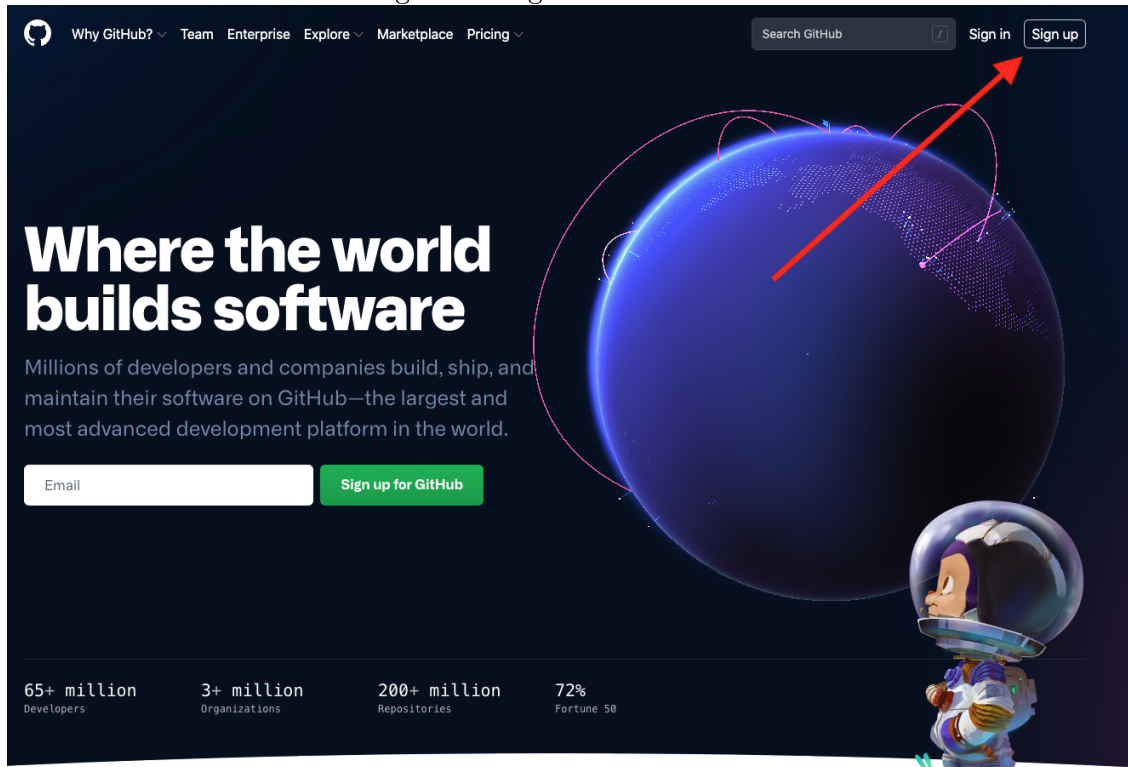 Why GitHub? Team Enterprise Explore Marketplace Pricing Search GitHub / Sign in Sign up
Where the world
builds software
Millions of developers and companies build, ship, and
maintain their software on GitHub—the largest and
most advanced development platform in the world.
Email Sign up for GitHub
65+ million 3+ million 200+ million 72%
Developers Organizations Repositories Fortune 50